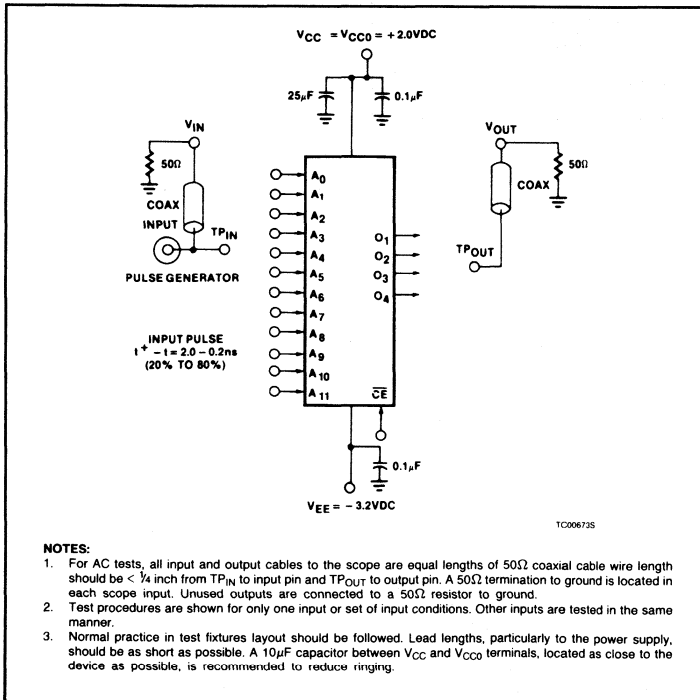 VCC = VCC0 = + 2.0VDC
25μF
0.1μF
VIN
50Ω
COAX
INPUT
TPIN
PULSE GENERATOR
INPUT PULSE
t+ – t = 2.0 – 0.2ns
(20% TO 80%)
A0
A1
A2
A3
A4
A5
A6
A7
A8
A9
A10
A11
O1
O2
O3
O4
CE
VOUT
50Ω
COAX
TPOUT
0.1μF
VEE = – 3.2VDC
TC00673S
NOTES:
1. For AC tests, all input and output cables to the scope are equal lengths of 50Ω coaxial cable wire length
should be < 1/4 inch from TPIN to input pin and TPOUT to output pin. A 50Ω termination to ground is located in
each scope input. Unused outputs are connected to a 50Ω resistor to ground.
2. Test procedures are shown for only one input or set of input conditions. Other inputs are tested in the same
manner.
3. Normal practice in test fixtures layout should be followed. Lead lengths, particularly to the power supply,
should be as short as possible. A 10μF capacitor between VCC and VCC0 terminals, located as close to the
device as possible, is recommended to reduce ringing.